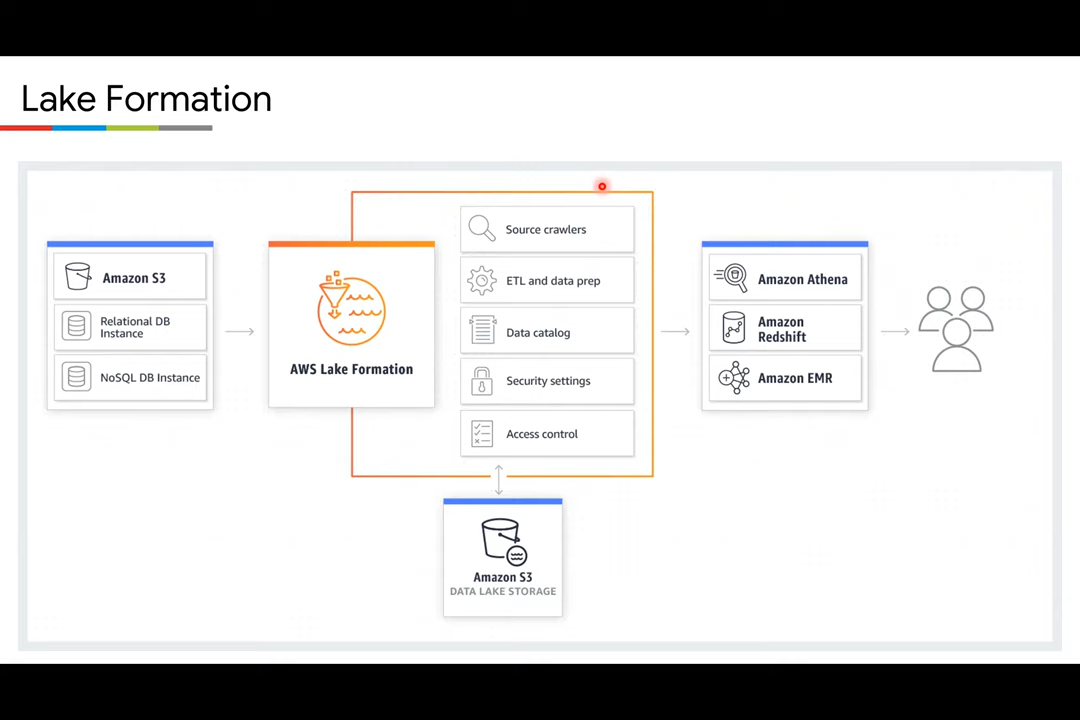 Lake Formation
Amazon S3
Relational DB
Instance
NoSQL DB Instance
AWS Lake Formation
Source crawlers
ETL and data prep
Data catalog
Security settings
Access control
Amazon S3
DATA LAKE STORAGE
Amazon Athena
Amazon
Redshift
Amazon EMR